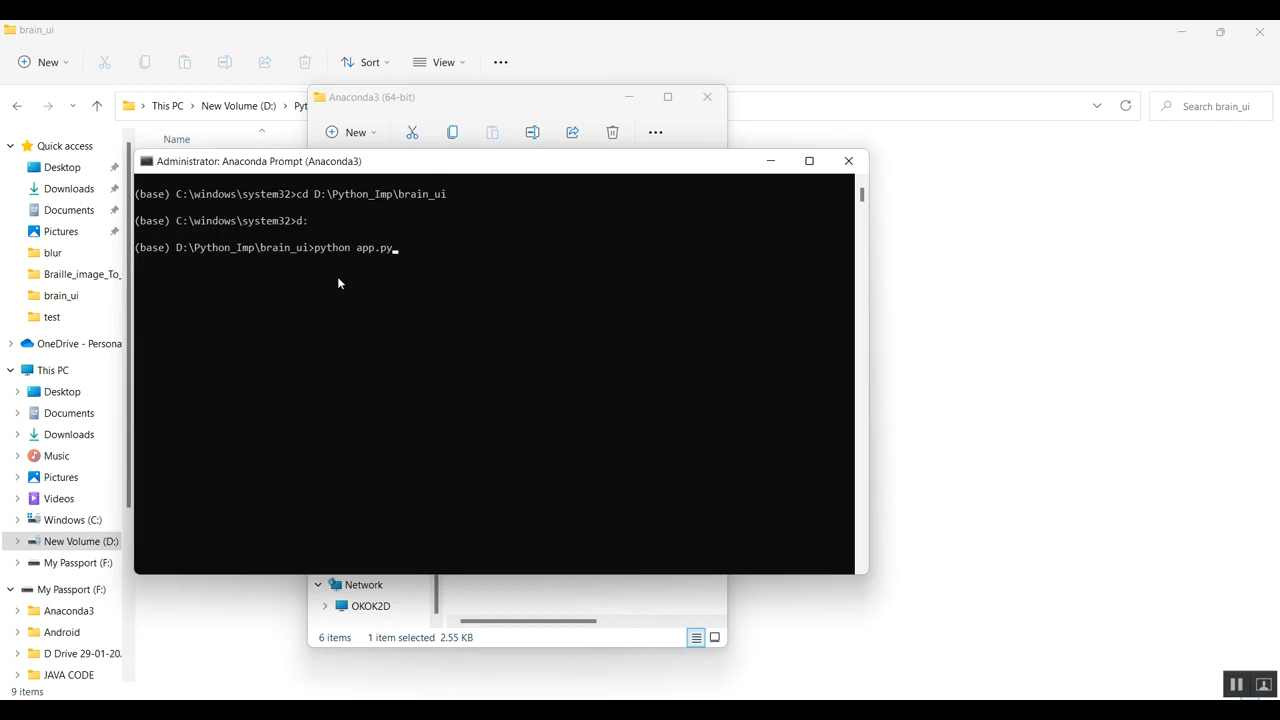 brain_ui
New
Sort
View
This PC
New Volume (D:)
Pyt
Search brain_ui
Anaconda3 (64-bit)
New
Name
Administrator: Anaconda Prompt (Anaconda3)
(base) C:\windows\system32>cd D:\Python_Imp\brain_ui
(base) C:\windows\system32>d:
(base) D:\Python_Imp\brain_ui>python app.py
Quick access
Desktop
Downloads
Documents
Pictures
blur
Braille_image_To_
brain_ui
test
OneDrive - Persona
This PC
Desktop
Documents
Downloads
Music
Pictures
Videos
Windows (C:)
New Volume (D:)
My Passport (F:)
My Passport (F:)
Anaconda3
Android
D Drive 29-01-20
JAVA CODE
9 items
Network
OKOK2D
6 items 1 item selected 2.55 KB